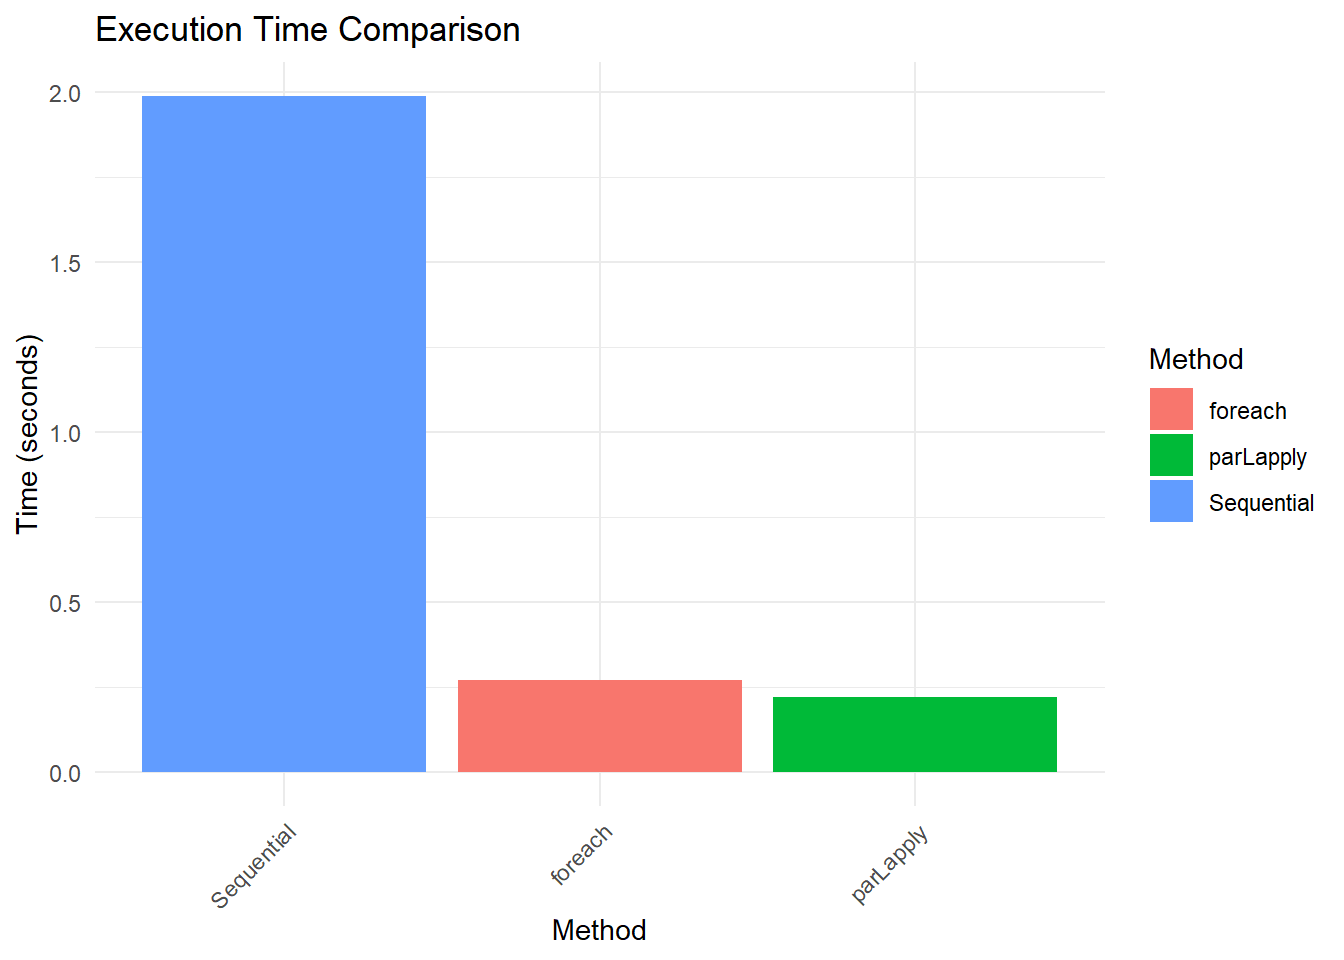 Execution Time Comparison
Time (seconds)
2.0
1.5
1.0
0.5
0.0
Sequential
foreach
parLapply
Method
Method
foreach
parLapply
Sequential